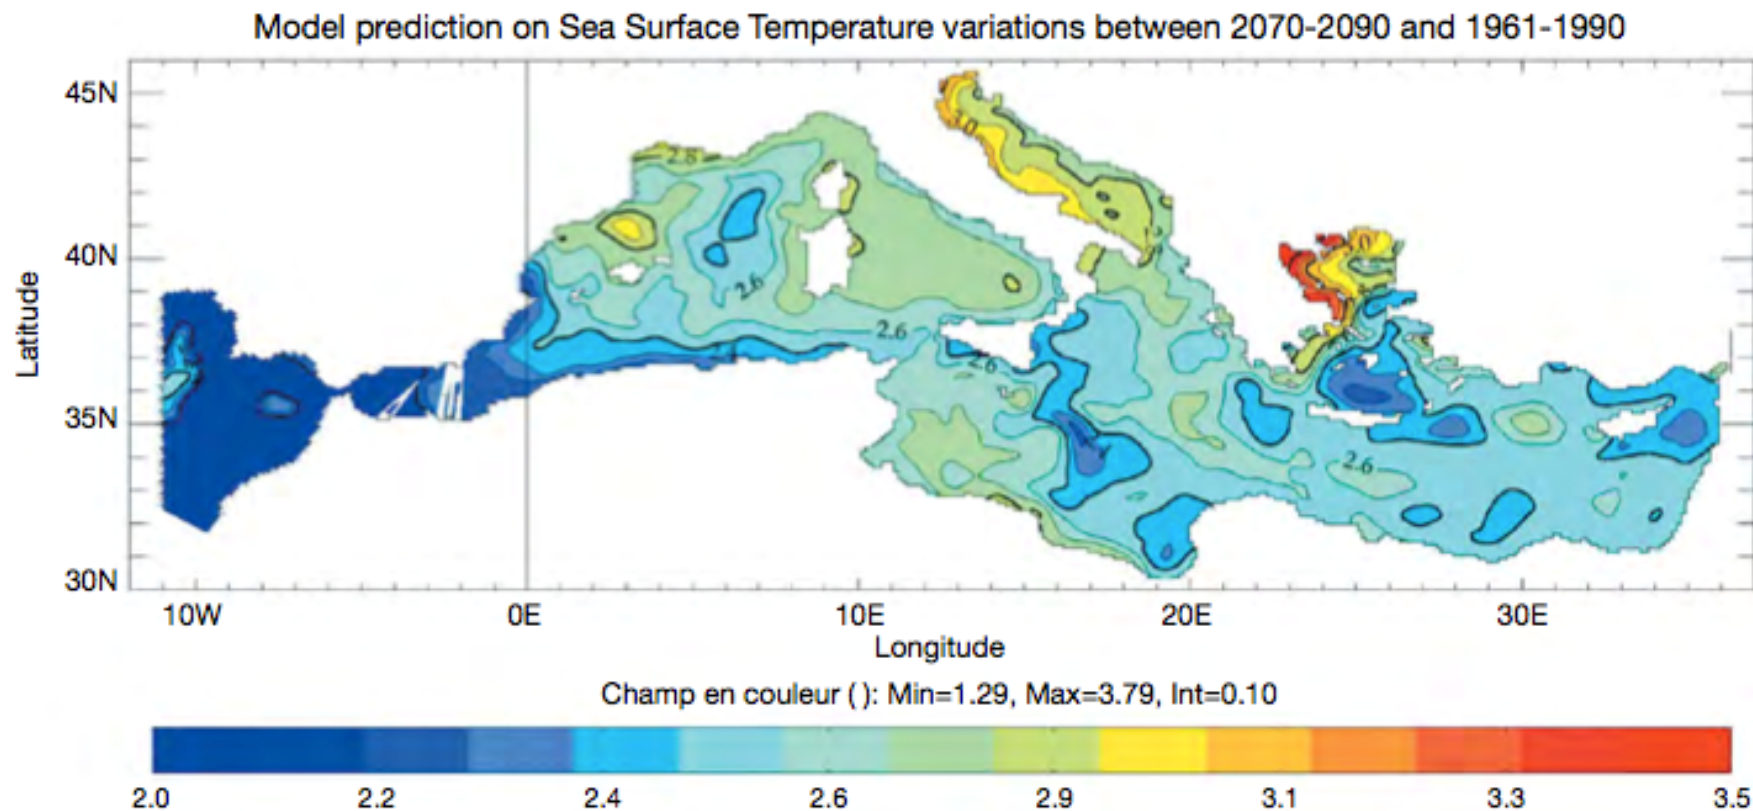 Model prediction on Sea Surface Temperature variations between 2070-2090 and 1961-1990
45N
40N
35N
30N
Latitude
2.8
3.0
2.6
2.6
2.6
2.6
10W 0E 10E 20E 30E
Longitude
Champ en couleur ( ): Min=1.29, Max=3.79, Int=0.10
2.0 2.2 2.4 2.6 2.9 3.1 3.3 3.5